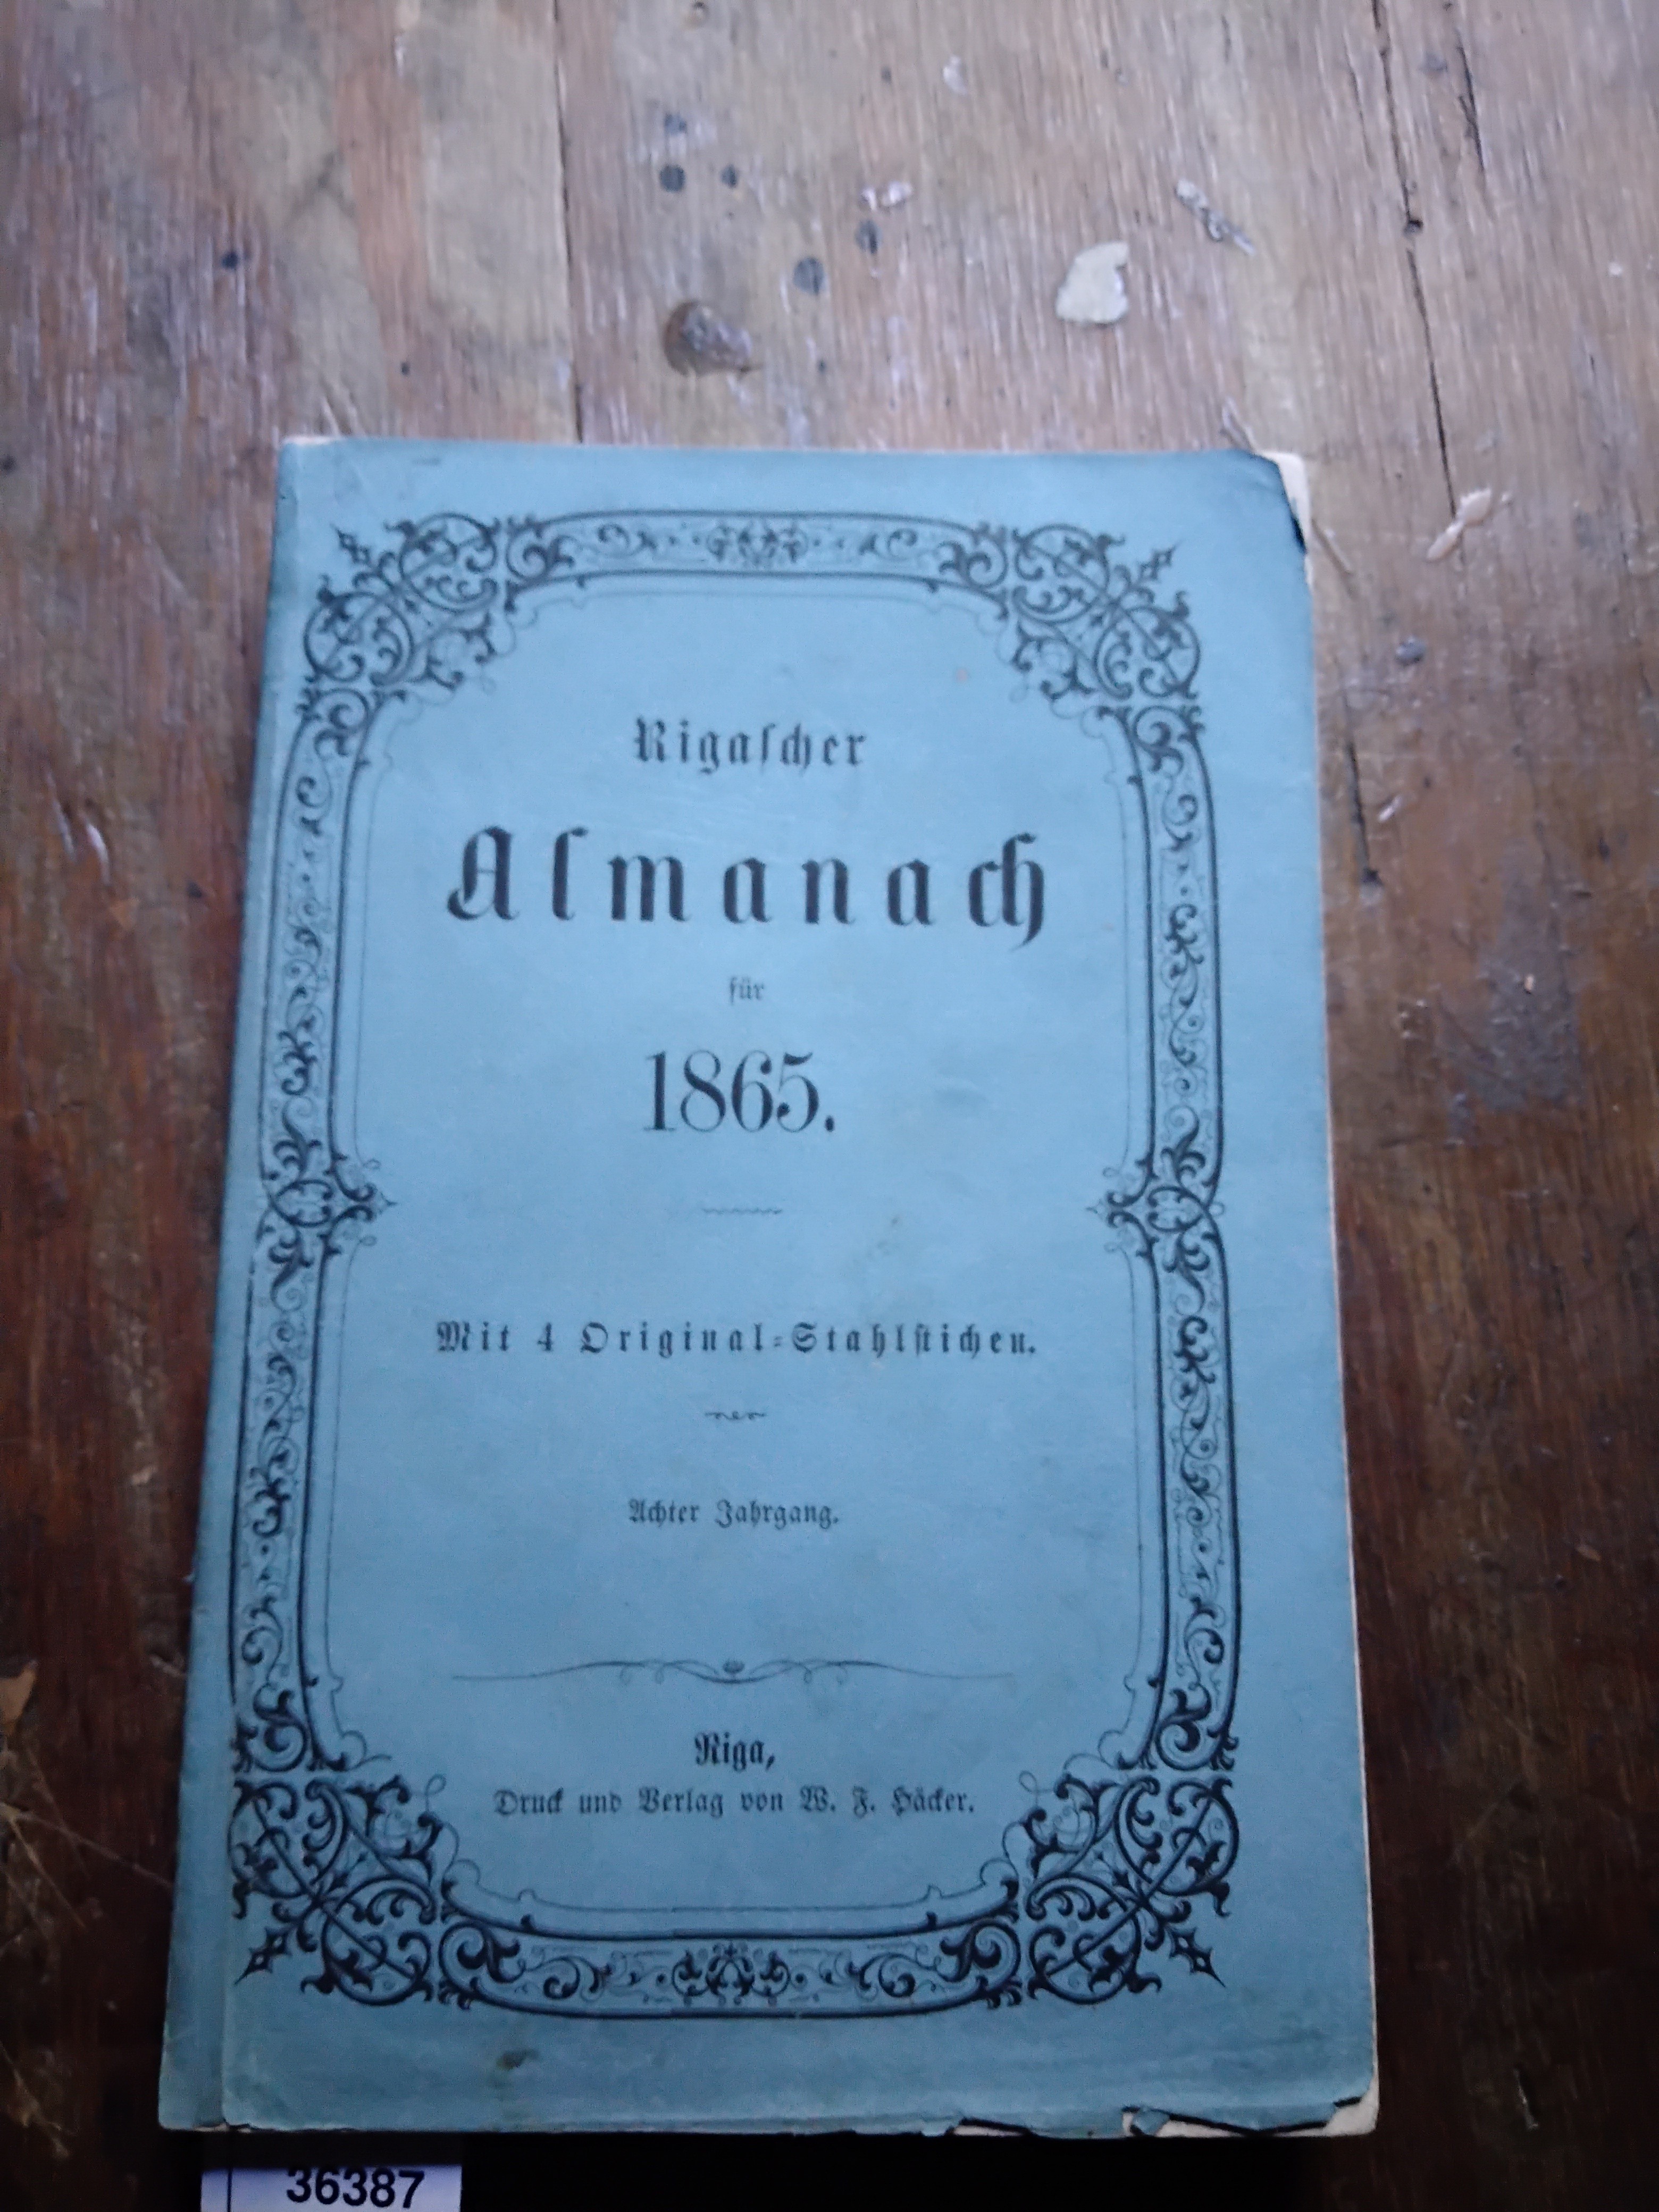 Rigaſcher
Almanach
für
1865.
Mit 4 Original-Stahlſtichen.
Achter Jahrgang.
Riga,
Druck und Verlag von W. F. Häcker.
36387